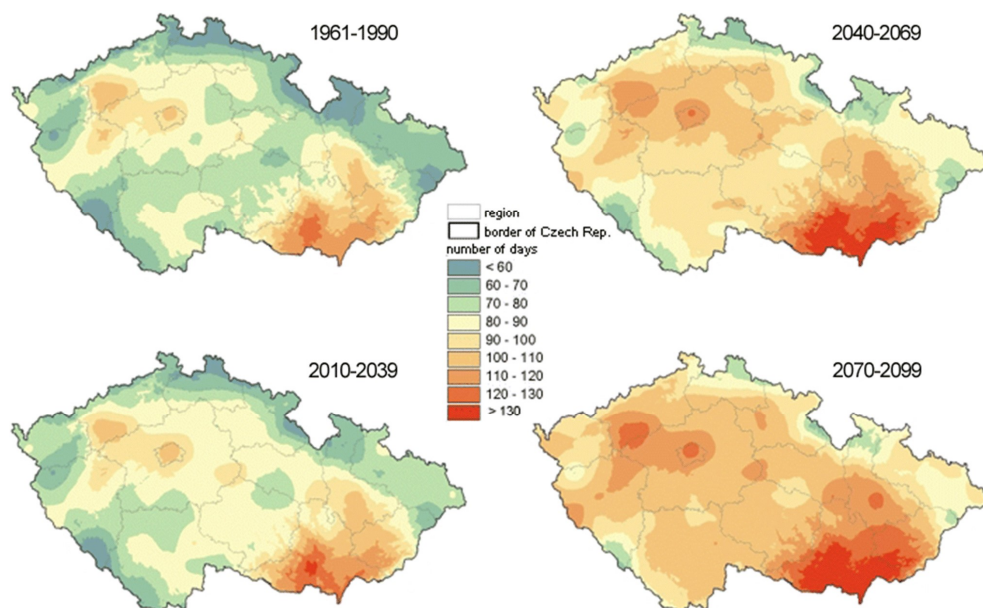 1961-1990
2040-2069
region
border of Czech Rep.
number of days
< 60
60 - 70
70 - 80
80 - 90
90 - 100
100 - 110
110 - 120
120 - 130
> 130
2010-2039
2070-2099